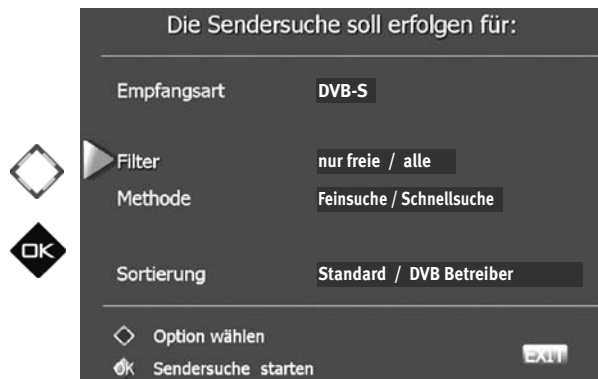 Die Sendersuche soll erfolgen für:
Empfangsart DVB-S
Filter nur freie / alle
Methode Feinsuche / Schnellsuche
OK
Sortierung Standard / DVB Betreiber
Option wählen
OK Sendersuche starten
EXIT